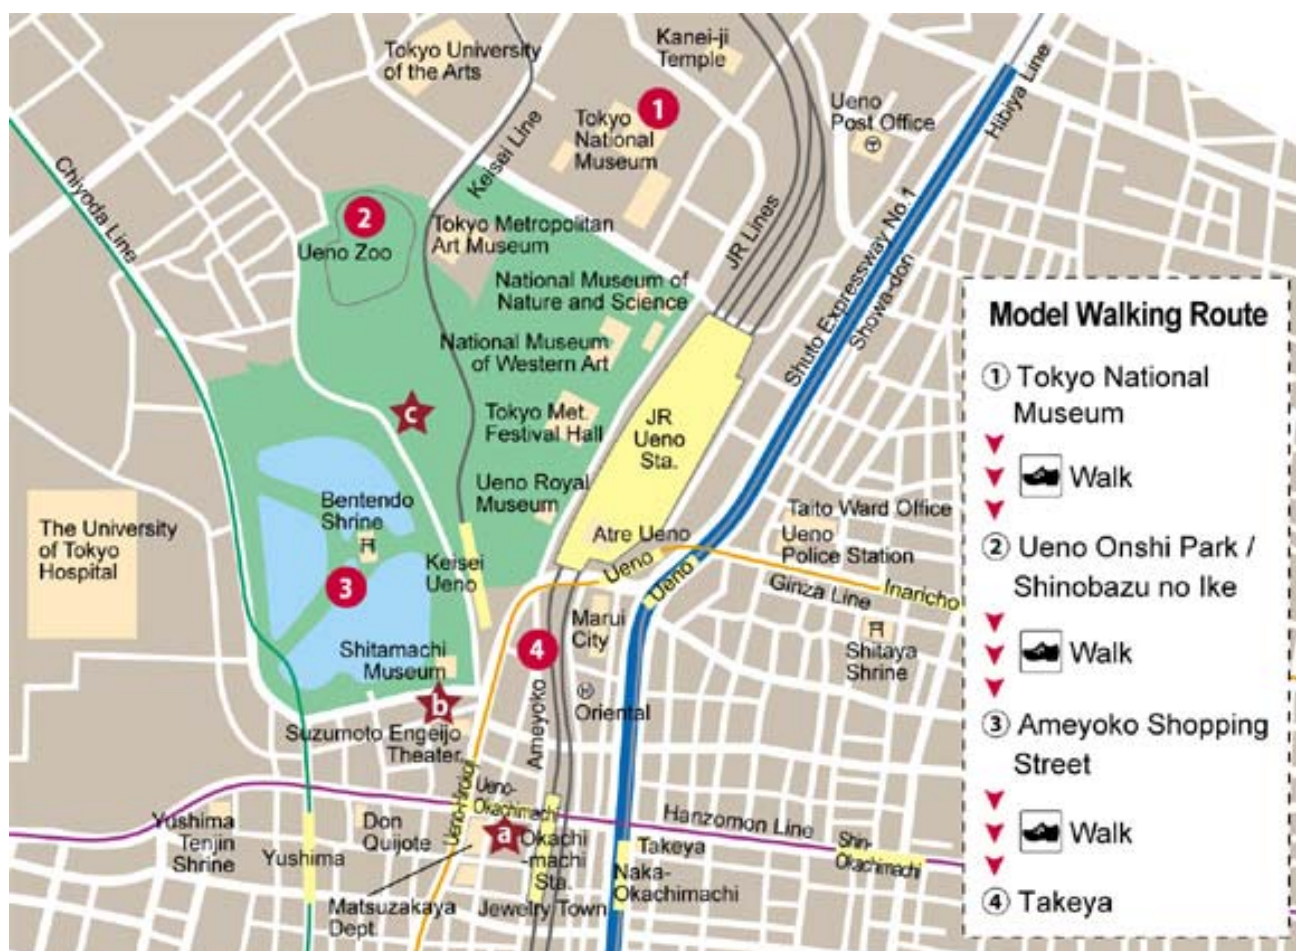 Tokyo University
of the Arts
Kanei-ji
Temple
1
Tokyo
National
Museum
Ueno
Post Office
Hibiya Line
Keisei Line
Chiyoda Line
2
Ueno Zoo
Tokyo Metropolitan
Art Museum
JR Lines
National Museum of
Nature and Science
Shuto Expressway No.1
Showa-dori
National Museum
of Western Art
c
Tokyo Met.
Festival Hall
JR
Ueno
Sta.
Ueno Royal
Museum
Bentendo
Shrine
The University
of Tokyo
Hospital
Atre Ueno
Taito Ward Office
Ueno
Police Station
Keisei
Ueno
Ueno
Ueno
Ginza Line
Inaricho
3
Marui
City
4
Shitaya
Shrine
Shitamachi
Museum
b
Ameyoko
Oriental
Suzumoto Engeijo
Theater
Ueno-Hirokoji
Ueno-
Okachimachi
Hanzomon Line
Shin-
Okachimachi
Yushima
Tenjin
Shrine
Yushima
Don
Quijote
a
Okachi
-machi
Sta.
Takeya
Naka-
Okachimachi
Matsuzakaya
Dept.
Jewelry Town
Model Walking Route
① Tokyo National
Museum
Walk
② Ueno Onshi Park /
Shinobazu no Ike
Walk
③ Ameyoko Shopping
Street
Walk
④ Takeya